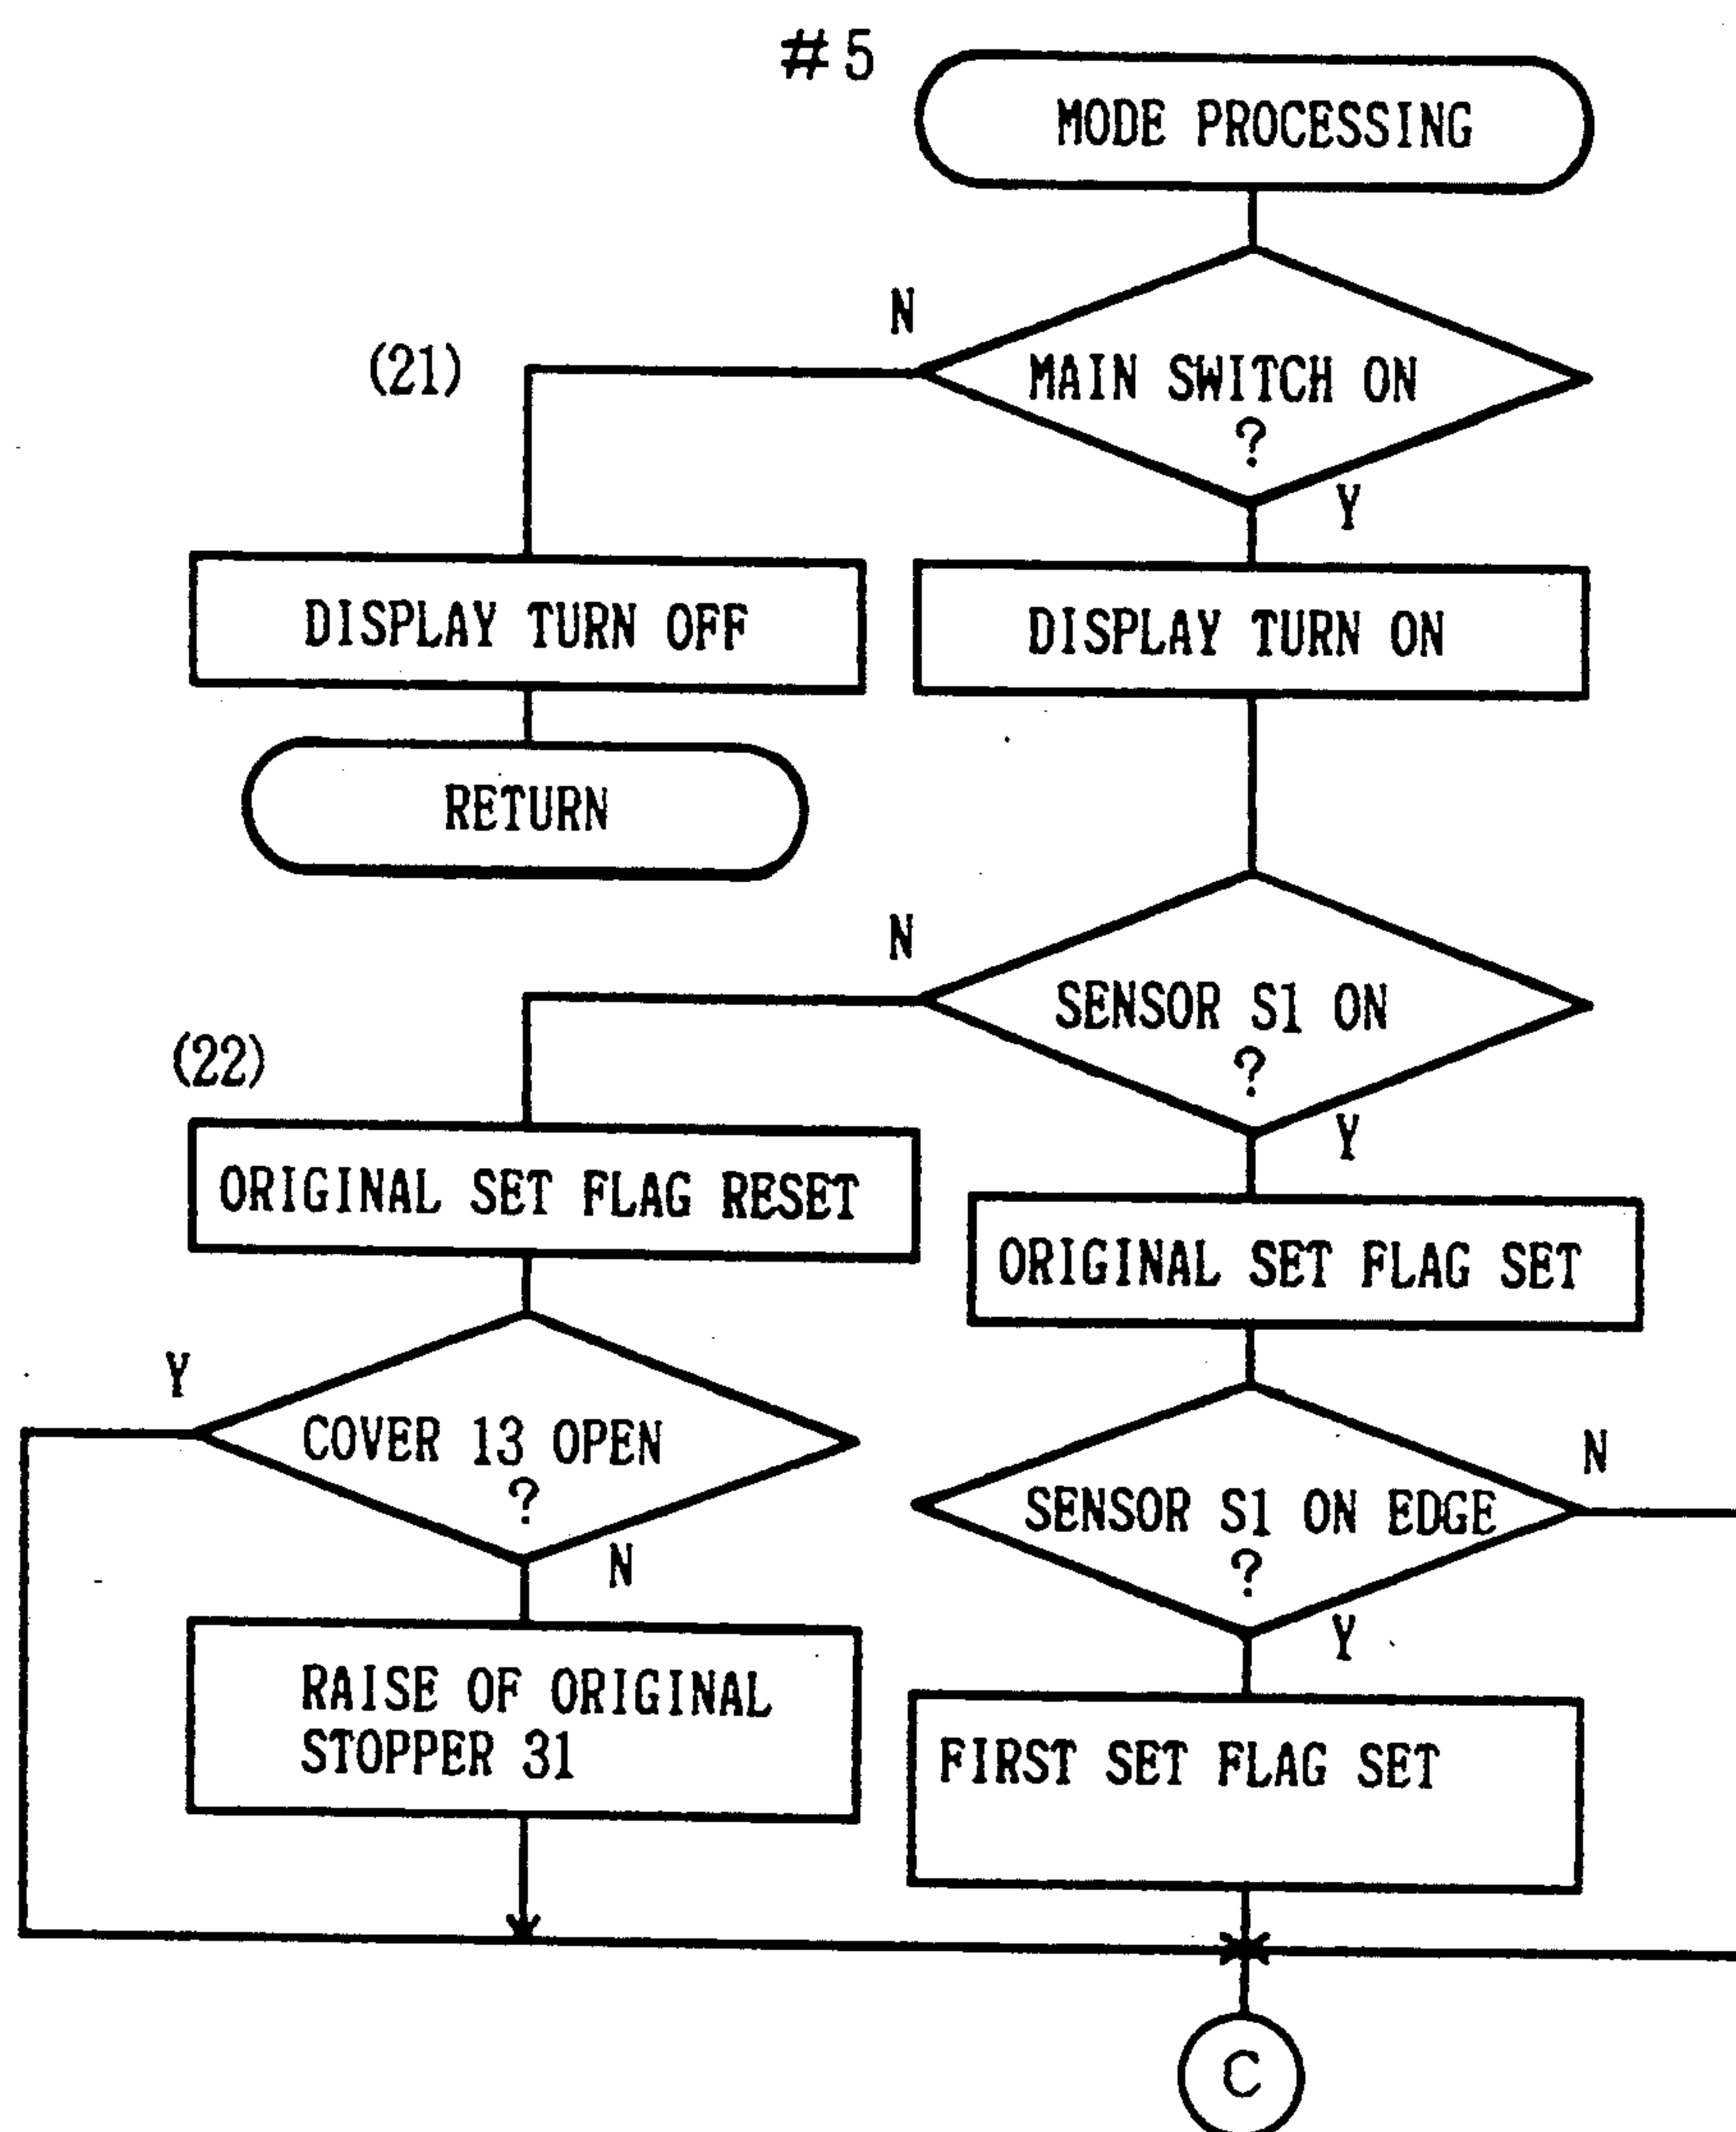 #5
MODE PROCESSING
N
(21)
MAIN SWITCH ON
?
Y
DISPLAY TURN OFF
DISPLAY TURN ON
RETURN
N
SENSOR S1 ON
?
(22)
Y
ORIGINAL SET FLAG RESET
ORIGINAL SET FLAG SET
Y
COVER 13 OPEN
?
N
N
SENSOR S1 ON EDGE
?
Y
RAISE OF ORIGINAL
STOPPER 31
FIRST SET FLAG SET
C